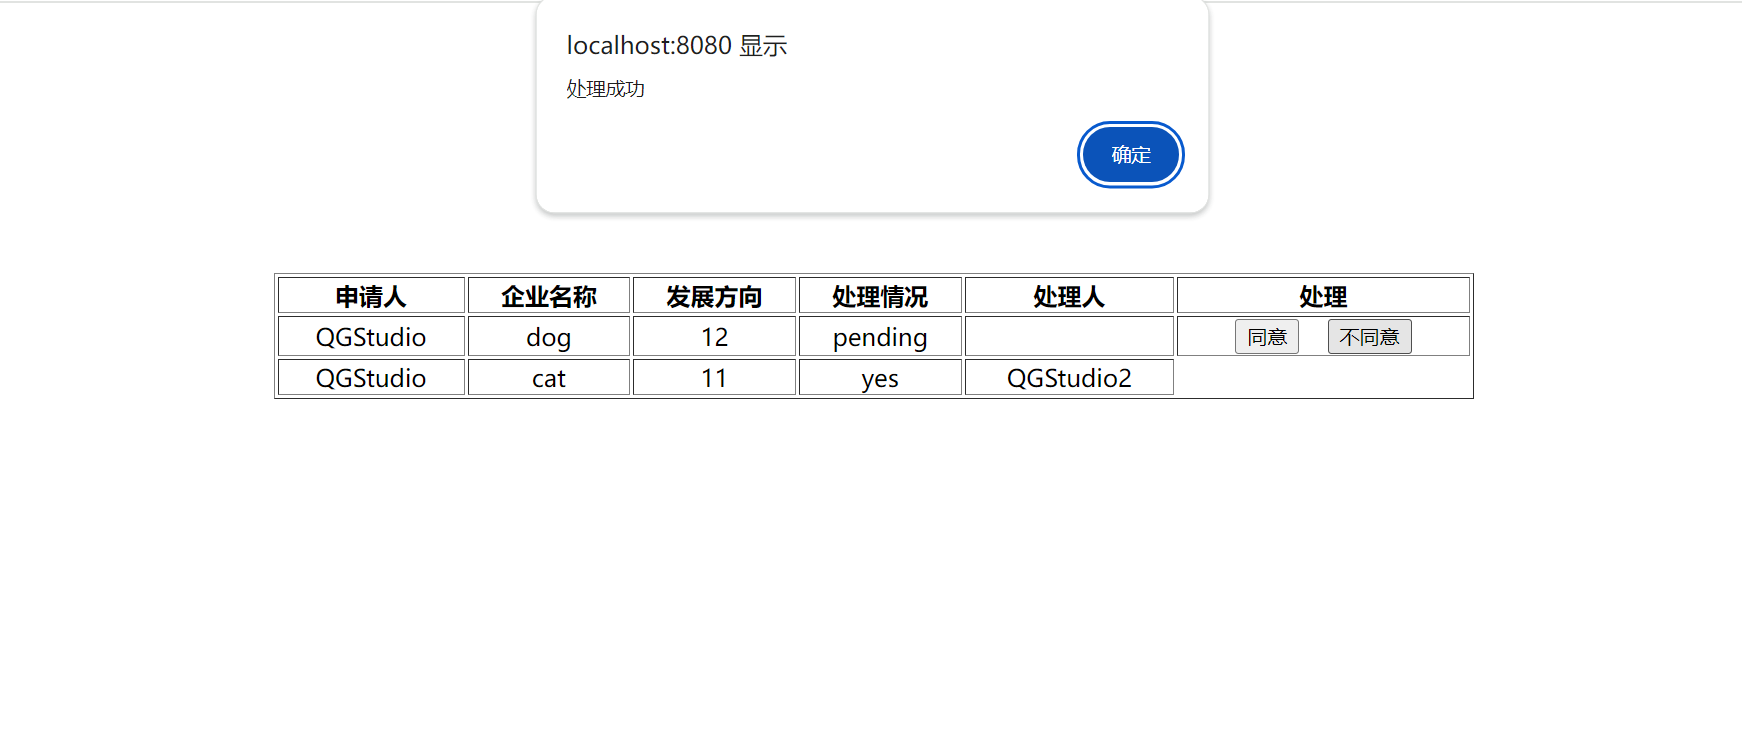 localhost:8080 显示
处理成功
确定
申请人 企业名称 发展方向 处理情况 处理人 处理
QGStudio dog 12 pending 同意 不同意
QGStudio cat 11 yes QGStudio2